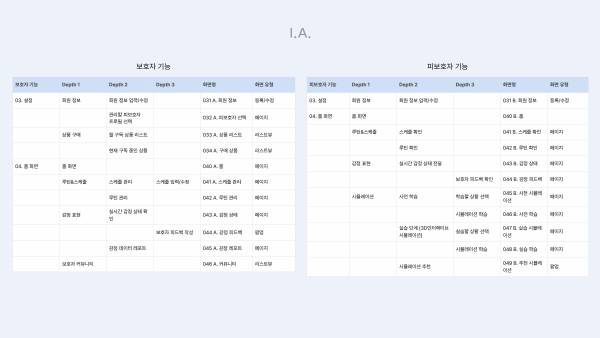 I.A.
보호자 기능
보호자 기능 Depth 1 Depth 2 Depth 3 화면명 화면 유형
03. 설정 회원 정보 회원 정보 입력/수정 031 A. 회원 정보 등록/수정
관리할 피보호자
프로필 선택 032 A. 피보호자 선택 페이지
상품 구매 월 구독 상품 리스트 033 A. 상품 리스트 리스트뷰
현재 구독 중인 상품 034 A. 구매 상품 리스트뷰
04. 홈 화면 홈 화면 040 A. 홈 페이지
루틴&스케줄 스케줄 관리 스케줄 입력/수정 041 A. 스케줄 관리 페이지
루틴 관리 042 A. 루틴 관리 페이지
감정 표현 실시간 감정 상태 확
인 043 A. 감정 상태 페이지
보호자 피드백 작성 044 A. 감정 피드백 팝업
감정 데이터 레포트 045 A. 감정 레포트 페이지
보호자 커뮤니티 046 A. 커뮤니티 리스트뷰
피보호자 기능
피보호자 기능 Depth 1 Depth 2 Depth 3 화면명 화면 유형
03. 설정 회원 정보 회원 정보 입력/수정 031 B. 회원 정보 등록/수정
04. 홈 화면 홈 화면 040 B. 홈
루틴&스케줄 스케줄 확인 041 B. 스케줄 확인 페이지
루틴 확인 042 B. 루틴 확인 페이지
감정 표현 실시간 감정 상태 전달 043 B. 감정 상태 페이지
보호자 피드백 확인 044 B. 감정 피드백 페이지
시뮬레이션 사전 학습 학습할 상황 선택 045 B. 사전 시뮬레
이션 페이지
시뮬레이션 학습 046 B. 사전 학습 페이지
실습 단계 (3D인터랙티브
시뮬레이션) 실습할 상황 선택 047 B. 실습 시뮬레
이션 페이지
시뮬레이션 학습 048 B. 실습 학습 페이지
시뮬레이션 추천 049 B. 추천 시뮬레
이션 팝업